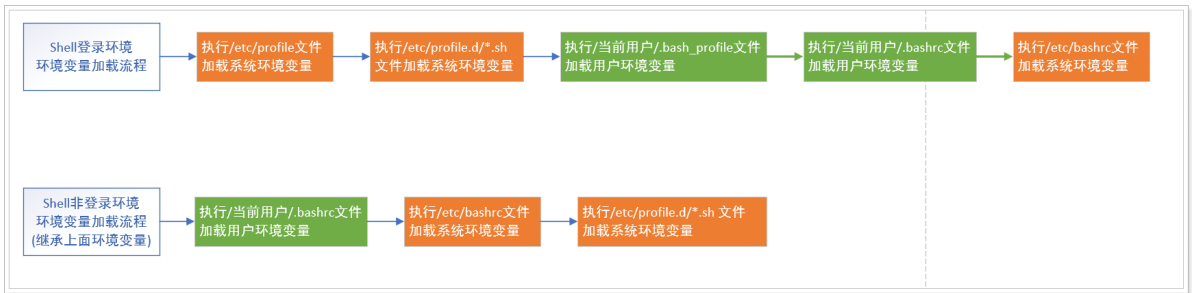 Shell登录环境
环境变量加载流程
执行/etc/profile文件
加载系统环境变量
执行/etc/profile.d/*.sh
文件加载系统环境变量
执行/当前用户/.bash_profile文件
加载用户环境变量
执行/当前用户/.bashrc文件
加载用户环境变量
执行/etc/bashrc文件
加载系统环境变量
Shell非登录环境
环境变量加载流程
(继承上面环境变量)
执行/当前用户/.bashrc文件
加载用户环境变量
执行/etc/bashrc文件
加载系统环境变量
执行/etc/profile.d/*.sh 文件
加载系统环境变量